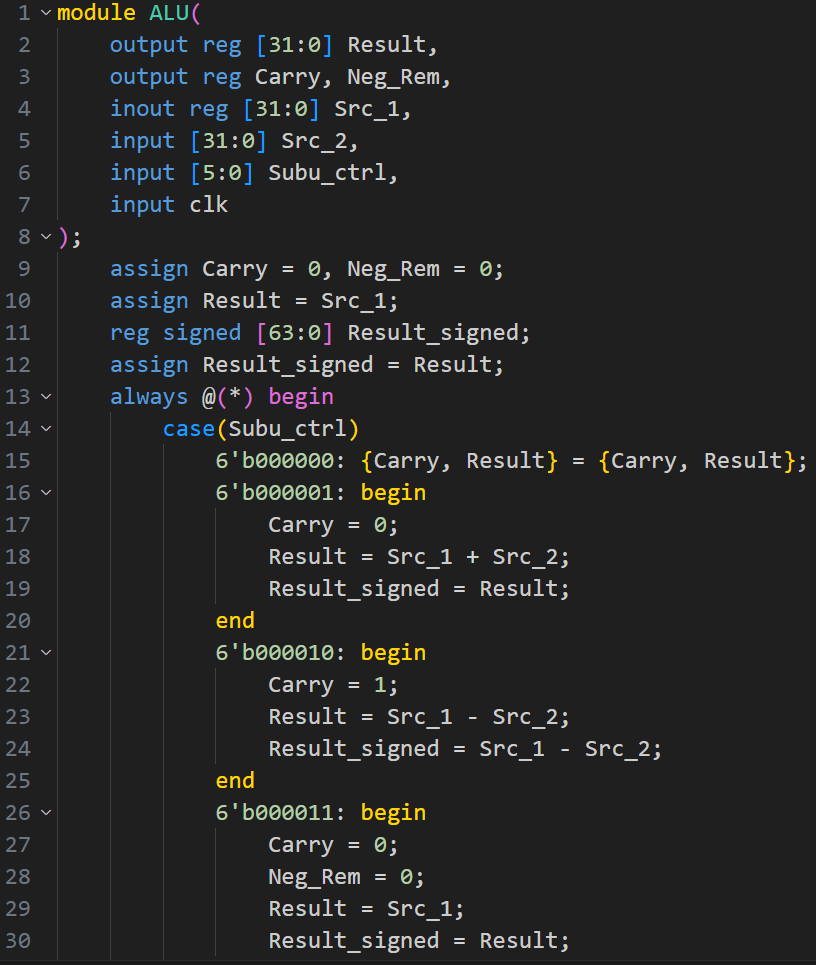 1 module ALU(
2     output reg [31:0] Result,
3     output reg Carry, Neg_Rem,
4     inout reg [31:0] Src_1,
5     input [31:0] Src_2,
6     input [5:0] Subu_ctrl,
7     input clk
8 );
9     assign Carry = 0, Neg_Rem = 0;
10     assign Result = Src_1;
11     reg signed [63:0] Result_signed;
12     assign Result_signed = Result;
13     always @(*) begin
14         case(Subu_ctrl)
15             6'b000000: {Carry, Result} = {Carry, Result};
16             6'b000001: begin
17                 Carry = 0;
18                 Result = Src_1 + Src_2;
19                 Result_signed = Result;
20             end
21             6'b000010: begin
22                 Carry = 1;
23                 Result = Src_1 - Src_2;
24                 Result_signed = Src_1 - Src_2;
25             end
26             6'b000011: begin
27                 Carry = 0;
28                 Neg_Rem = 0;
29                 Result = Src_1;
30                 Result_signed = Result;